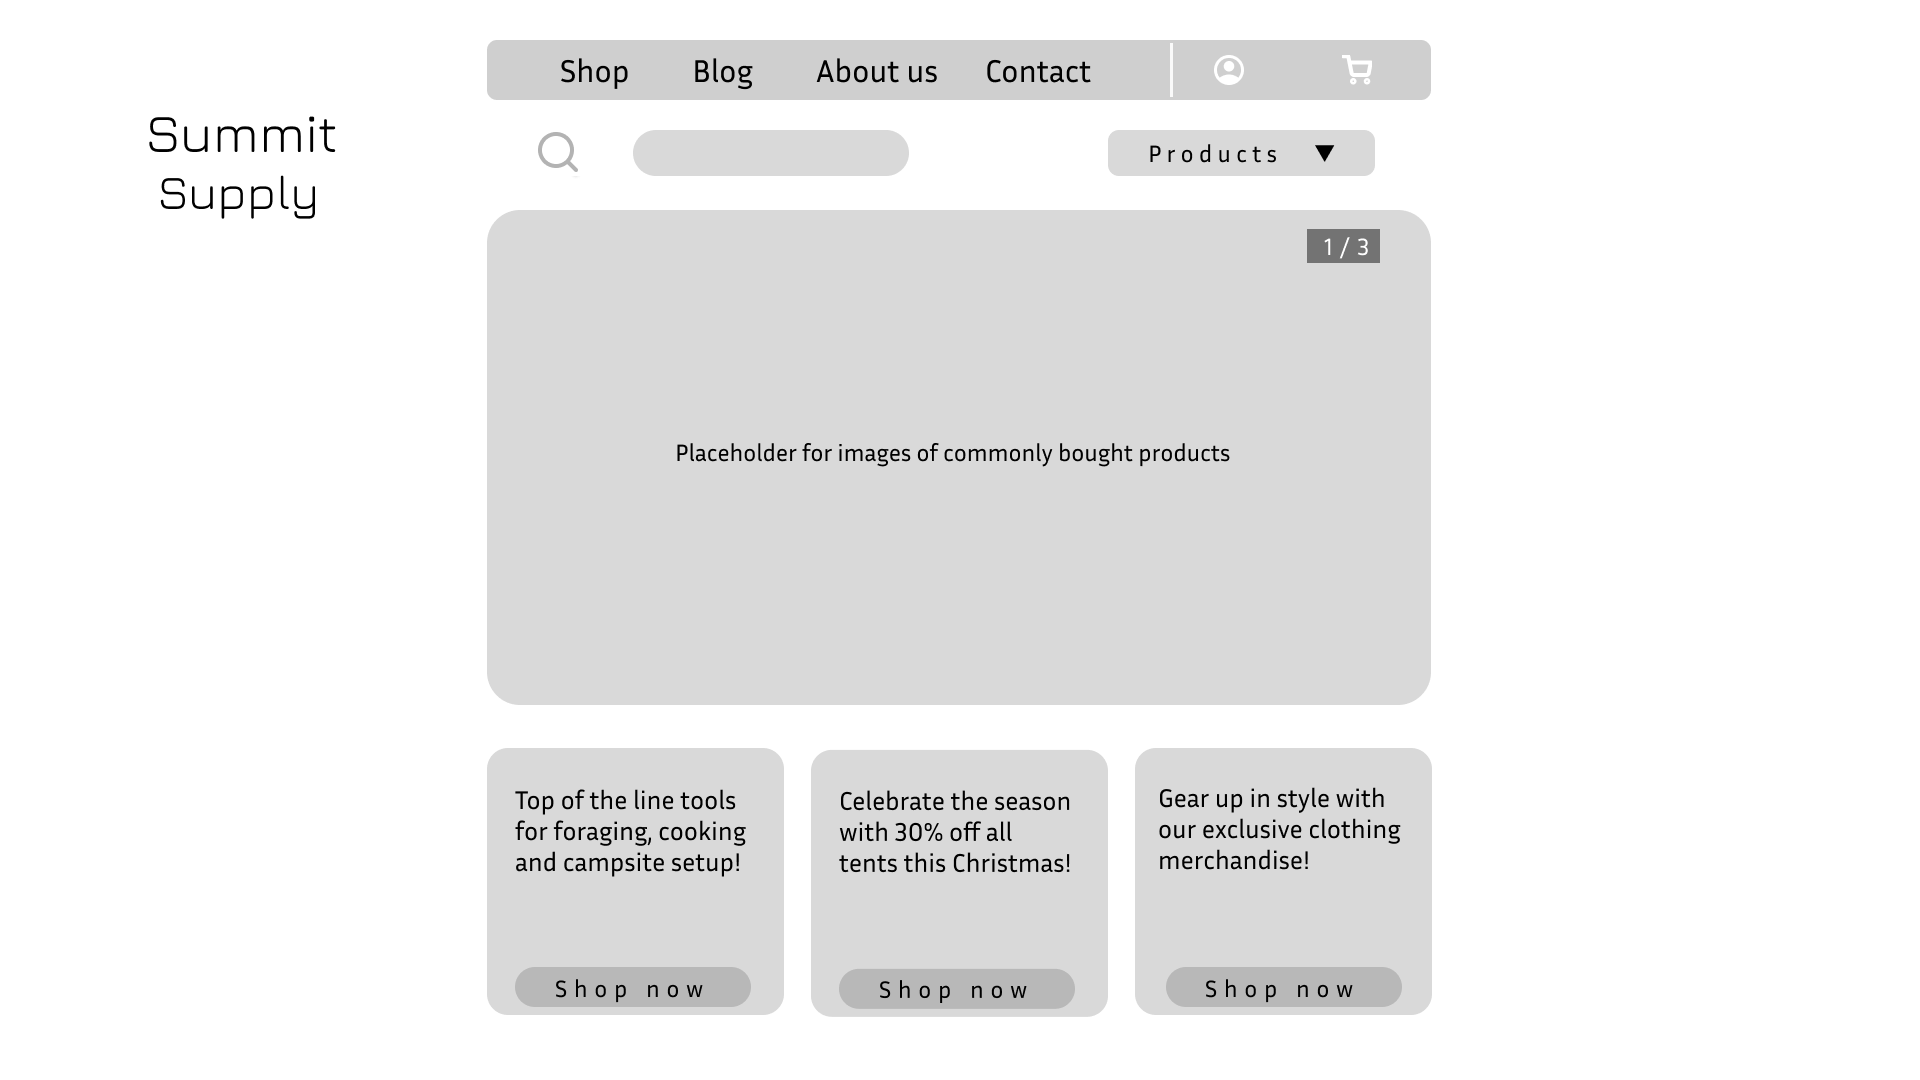 Shop Blog About us Contact
Summit
Supply
Products ▼
1 / 3
Placeholder for images of commonly bought products
Top of the line tools
for foraging, cooking
and campsite setup!
Shop now
Celebrate the season
with 30% off all
tents this Christmas!
Shop now
Gear up in style with
our exclusive clothing
merchandise!
Shop now